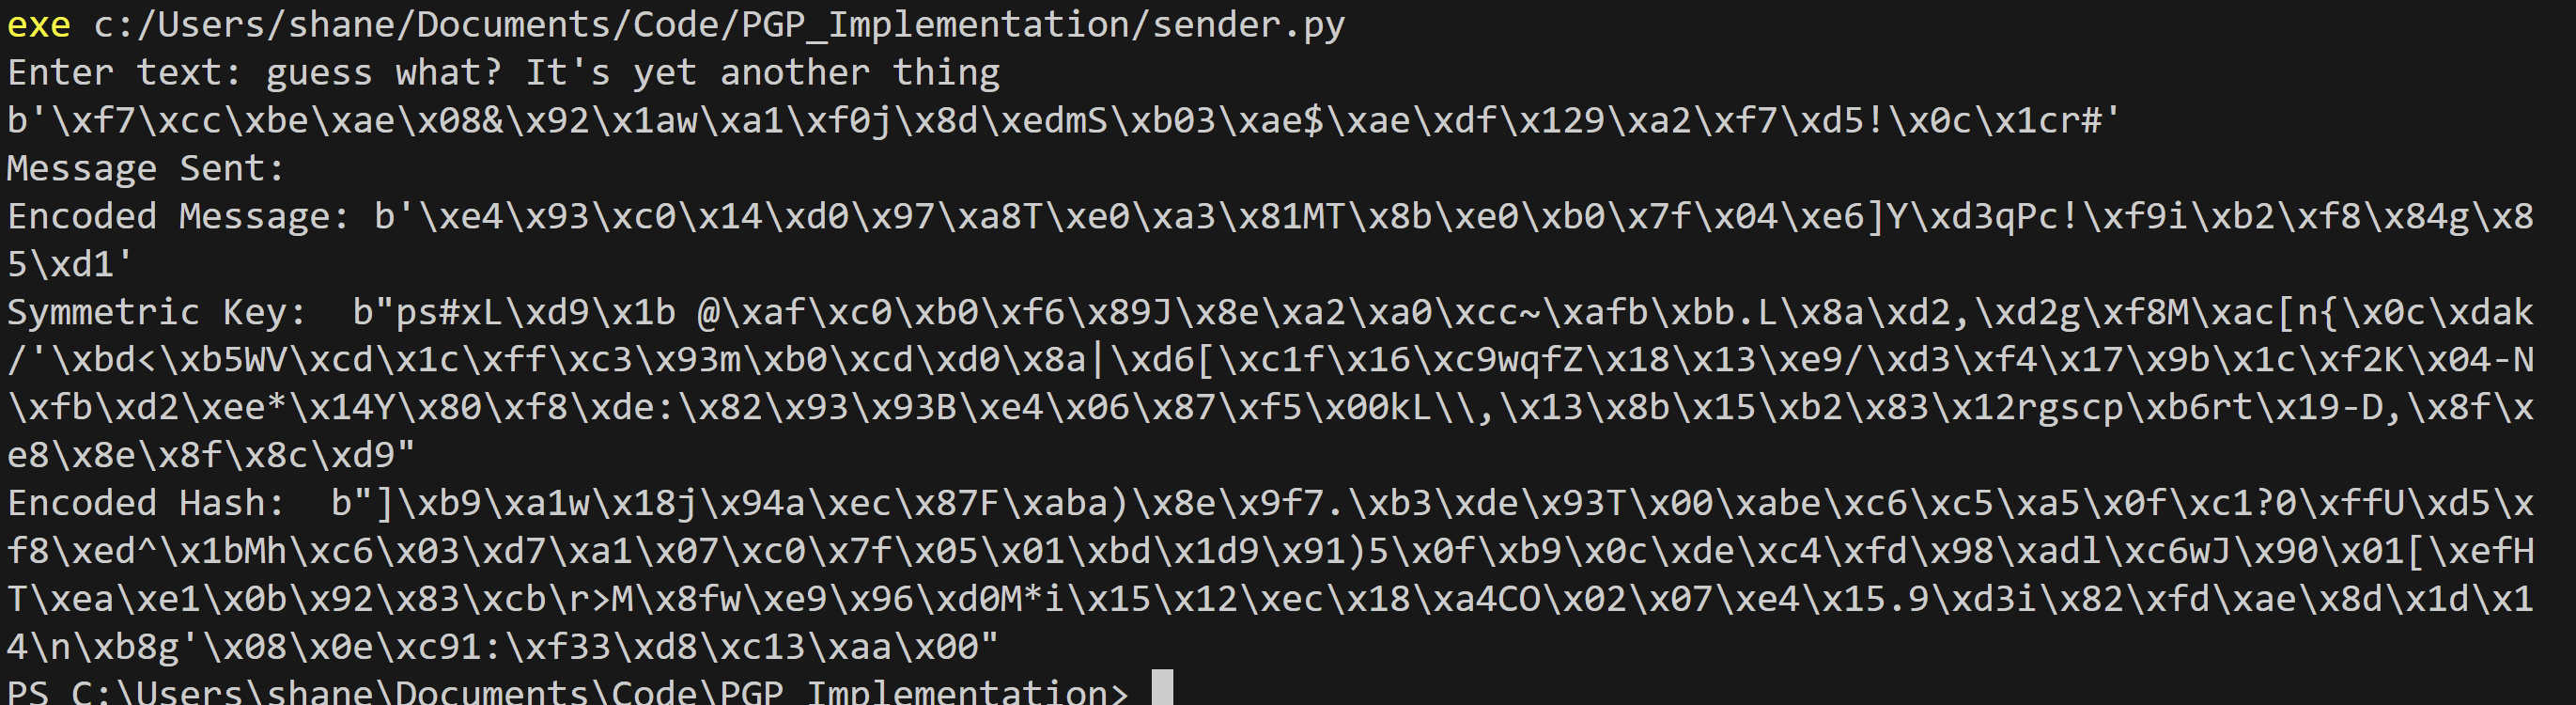 exe c:/Users/shane/Documents/Code/PGP_Implementation/sender.py
Enter text: guess what? It's yet another thing
b'\xf7\xcc\xbe\xae\x08&\x92\x1aw\xa1\xf0j\x8d\xedmS\xb03\xae$\xae\xdf\x129\xa2\xf7\xd5!\x0c\x1cr#'
Message Sent:
Encoded Message: b'\xe4\x93\xc0\x14\xd0\x97\xa8T\xe0\xa3\x81MT\x8b\xe0\xb0\x7f\x04\xe6]Y\xd3qPc!\xf9i\xb2\xf8\x84g\x8
5\xd1'
Symmetric Key:  b"ps#xL\xd9\x1b @\xaf\xc0\xb0\xf6\x89J\x8e\xa2\xa0\xcc~\xafb\xbb.L\x8a\xd2,\xd2g\xf8M\xac[n{\x0c\xdak
/'\xbd<\xb5WV\xcd\x1c\xff\xc3\x93m\xb0\xcd\xd0\x8a|\xd6[\xc1f\x16\xc9wqfZ\x18\x13\xe9/\xd3\xf4\x17\x9b\x1c\xf2K\x04-N
\xfb\xd2\xee*\x14Y\x80\xf8\xde:\x82\x93\x93B\xe4\x06\x87\xf5\x00kL\\,\x13\x8b\x15\xb2\x83\x12rgscp\xb6rt\x19-D,\x8f\x
e8\x8e\x8f\x8c\xd9"
Encoded Hash:  b"]\xb9\xa1w\x18j\x94a\xec\x87F\xaba)\x8e\x9f7.\xb3\xde\x93T\x00\xabe\xc6\xc5\xa5\x0f\xc1?0\xffU\xd5\x
f8\xed^\x1bMh\xc6\x03\xd7\xa1\x07\xc0\x7f\x05\x01\xbd\x1d9\x91)5\x0f\xb9\x0c\xde\xc4\xfd\x98\xadl\xc6wJ\x90\x01[\xefH
T\xea\xe1\x0b\x92\x83\xcb\r>M\x8fw\xe9\x96\xd0M*i\x15\x12\xec\x18\xa4CO\x02\x07\xe4\x15.9\xd3i\x82\xfd\xae\x8d\x1d\x1
4\n\xb8g'\x08\x0e\xc91:\xf33\xd8\xc13\xaa\x00"
PS C:\Users\shane\Documents\Code\PGP_Implementation>